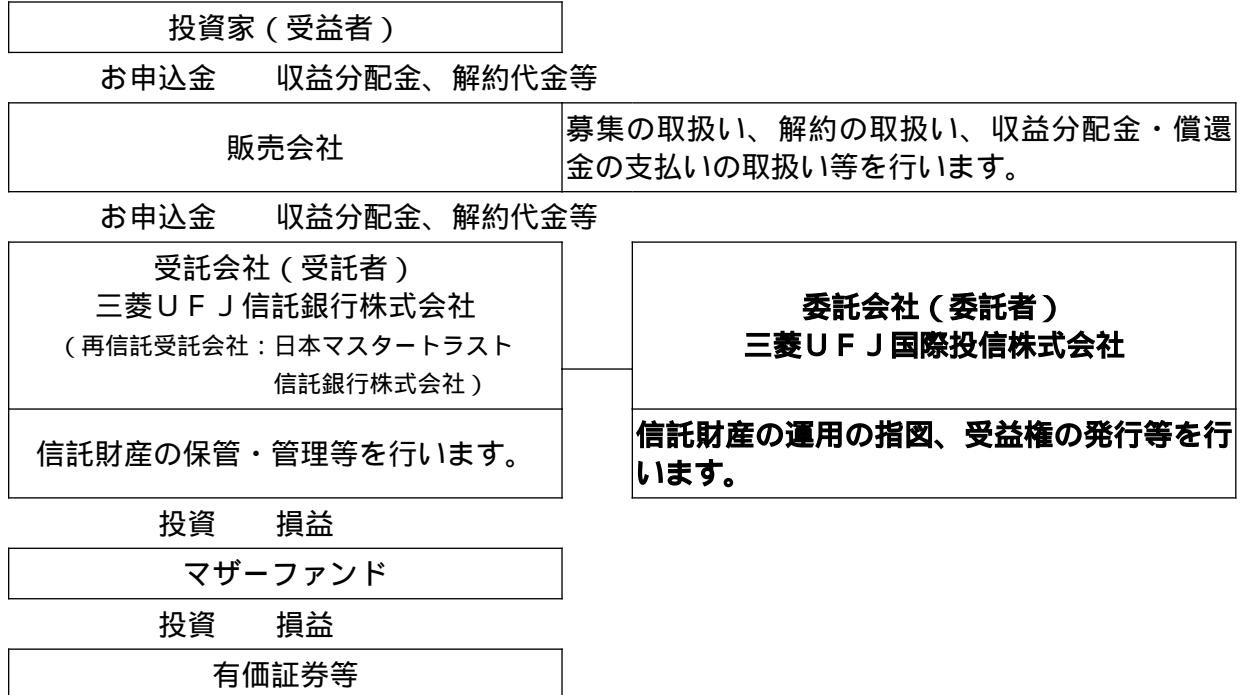 投資家（受益者）
お申込金　　収益分配金、解約代金等
販売会社
募集の取扱い、解約の取扱い、収益分配金・償還
金の支払いの取扱い等を行います。
お申込金　　収益分配金、解約代金等
受託会社（受託者）
三菱ＵＦＪ信託銀行株式会社
（再信託受託会社：日本マスタートラスト
信託銀行株式会社）
委託会社（委託者）
三菱ＵＦＪ国際投信株式会社
信託財産の保管・管理等を行います。
信託財産の運用の指図、受益権の発行等を行
います。
投資　　損益
マザーファンド
投資　　損益
有価証券等